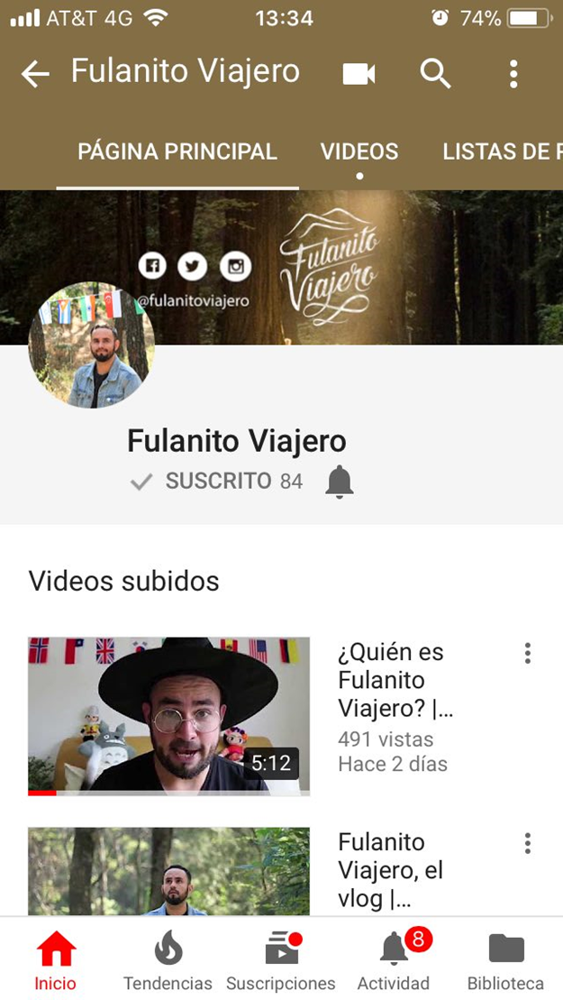 AT&T 4G 13:34 74%
Fulanito Viajero
PÁGINA PRINCIPAL VIDEOS LISTAS DE
@fulanitoviajero
Fulanito
Viajero
Fulanito Viajero
SUSCRITO 84
Videos subidos
¿Quién es
Fulanito
Viajero? |...
491 vistas
Hace 2 días
5:12
Fulanito
Viajero, el
vlog |...
8
Inicio Tendencias Suscripciones Actividad Biblioteca